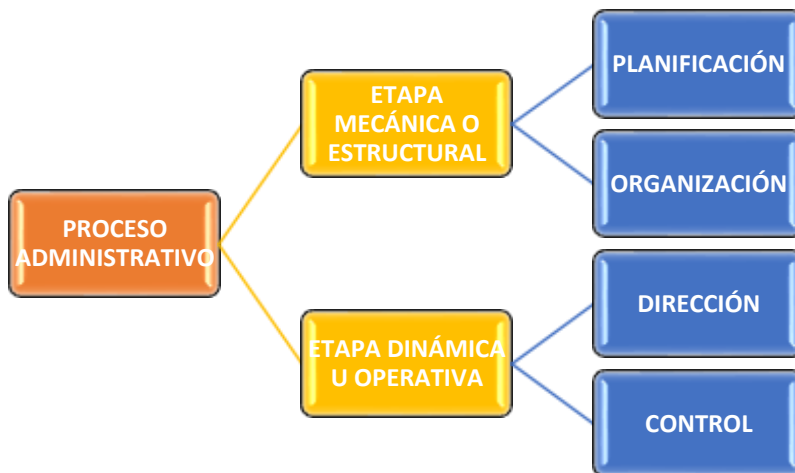 PROCESO
ADMINISTRATIVO
ETAPA
MECÁNICA O
ESTRUCTURAL
PLANIFICACIÓN
ORGANIZACIÓN
ETAPA DINÁMICA
U OPERATIVA
DIRECCIÓN
CONTROL